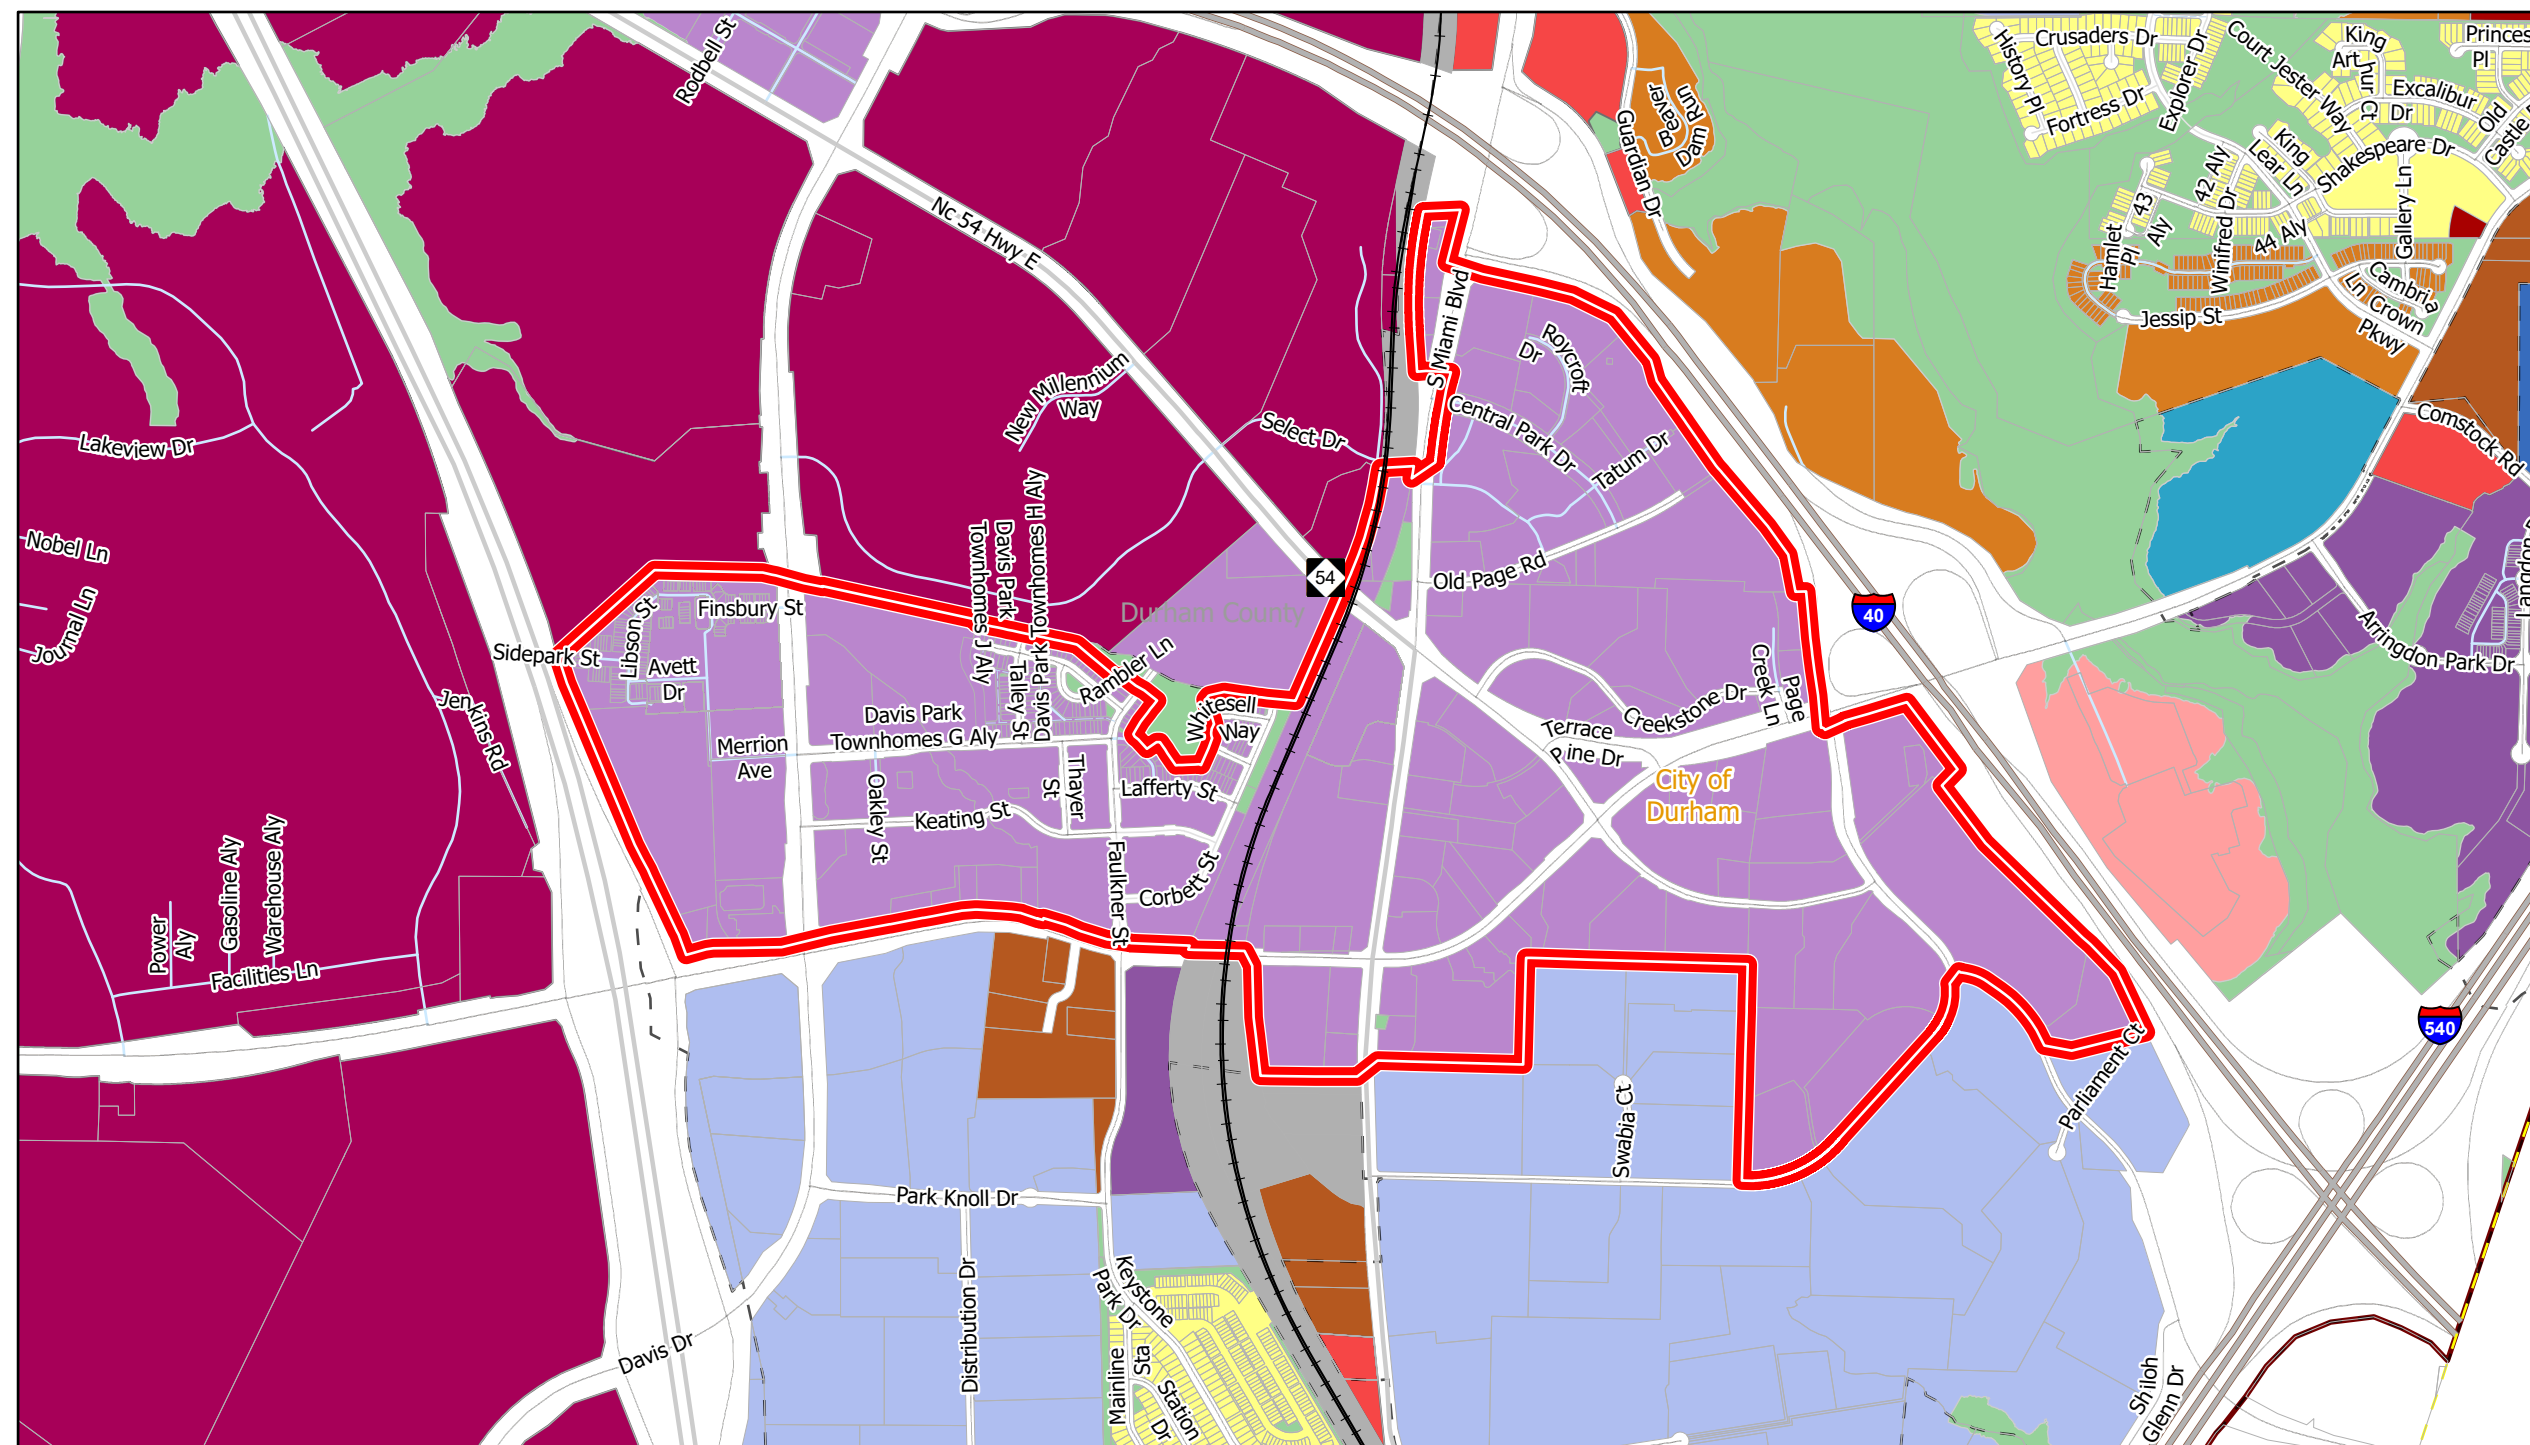 Rodbell St
Nc 54 Hwy E
Guardian Dr
Beaver
Dam Run
History Pl
Crusaders Dr
Fortress Dr
Explorer Dr
Court Jester Way
King
Arthur Ct
Princes
Pl
Excalibur
Dr
Old
Castle
King
Lear Ln
Shakespeare Dr
42 Aly
43
Aly
Hamlet
Pl
Winifred Dr
44 Aly
Gallery Ln
Cambria
Ln
Crown
Pkwy
Jessip St
Comstock Rd
Arringdon Park Dr
Langdon
Lakeview Dr
Nobel Ln
Journal Ln
Jenkins Rd
New Millennium
Way
Select Dr
S Miami Blvd
Roycroft
Dr
Central Park Dr
Tatum Dr
Old Page Rd
54
Durham County
40
Davis Park
Townhomes J Aly
Davis Park Townhomes H Aly
Finsbury St
Libson St
Sidepark St
Avett
Dr
Talley St
Rambler Ln
Whitesell
Way
Davis Park
Townhomes G Aly
Merrion
Ave
Oakley St
Thayer
St
Lafferty St
Keating St
Faulkner St
Corbett St
Creek Ln
Page
Creekstone Dr
Terrace
Pine Dr
City of
Durham
Power
Aly
Gasoline Aly
Warehouse Aly
Facilities Ln
540
Parliament Ct
Swabia Ct
Park Knoll Dr
Distribution Dr
Keystone
Park Dr
Mainline
Sta
Station
Dr
Davis Dr
Shiloh
Glenn Dr